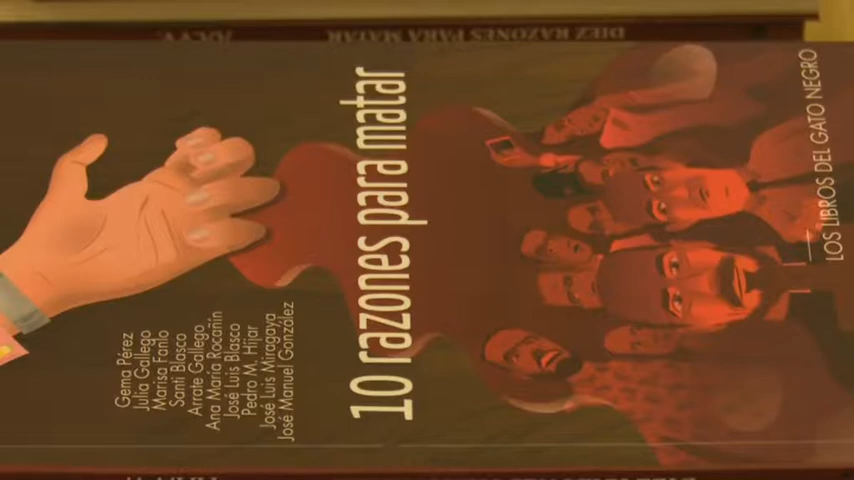 DIEZ RAZONES PARA MATAR
LOS LIBROS DEL GATO NEGRO
10 razones para matar
Gema Pérez
Julia Gallego
Marisa Fanlo
Santi Blasco
Arrate Gallego
Ana María Rocañín
José Luis Blasco
Pedro M. Híjar
José Luis Miragaya
José Manuel González